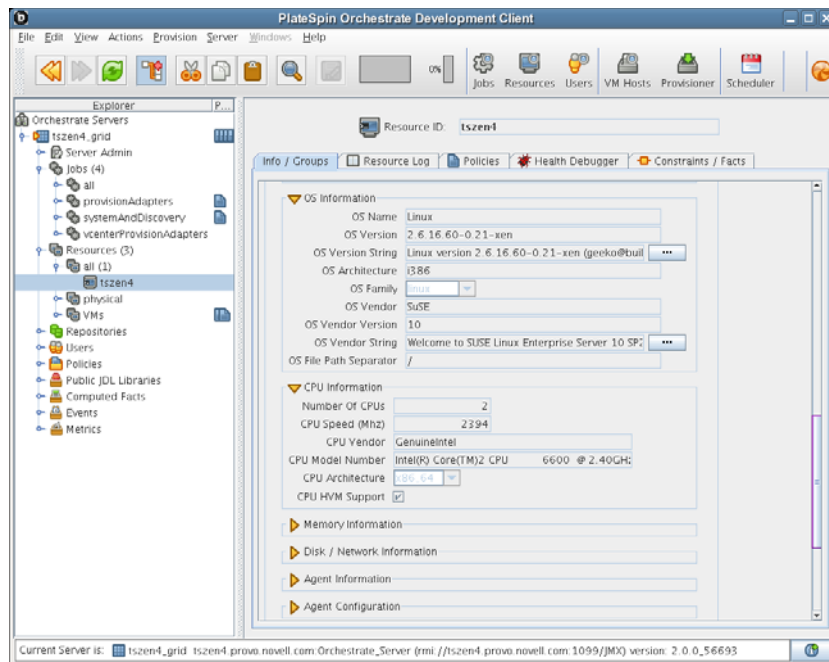 PlateSpin Orchestrate Development Client
File Edit View Actions Provision Server Windows Help
0%
Jobs Resources Users VM Hosts Provisioner Scheduler
Explorer P...
Orchestrate Servers
tszen4_grid
Server Admin
Jobs (4)
all
provisionAdapters
systemAndDiscovery
vcenterProvisionAdapters
Resources (3)
all (1)
tszen4
physical
VMs
Repositories
Users
Policies
Public JDL Libraries
Computed Facts
Events
Metrics
Resource ID: tszen4
Info / Groups Resource Log Policies Health Debugger Constraints / Facts
OS Information
OS Name Linux
OS Version 2.6.16.60-0.21-xen
OS Version String Linux version 2.6.16.60-0.21-xen (geeko@buil ...
OS Architecture i386
OS Family linux
OS Vendor SuSE
OS Vendor Version 10
OS Vendor String Welcome to SUSE Linux Enterprise Server 10 SP2 ...
OS File Path Separator /
CPU Information
Number Of CPUs 2
CPU Speed (Mhz) 2394
CPU Vendor GenuineIntel
CPU Model Number Intel(R) Core(TM)2 CPU 6600 @ 2.40GH
CPU Architecture x86_64
CPU HVM Support
Memory Information
Disk / Network Information
Agent Information
Agent Configuration
Current Server is: tszen4_grid tszen4.provo.novell.com:Orchestrate_Server (rmi://tszen4.provo.novell.com:1099/JMX) version: 2.0.0_56693